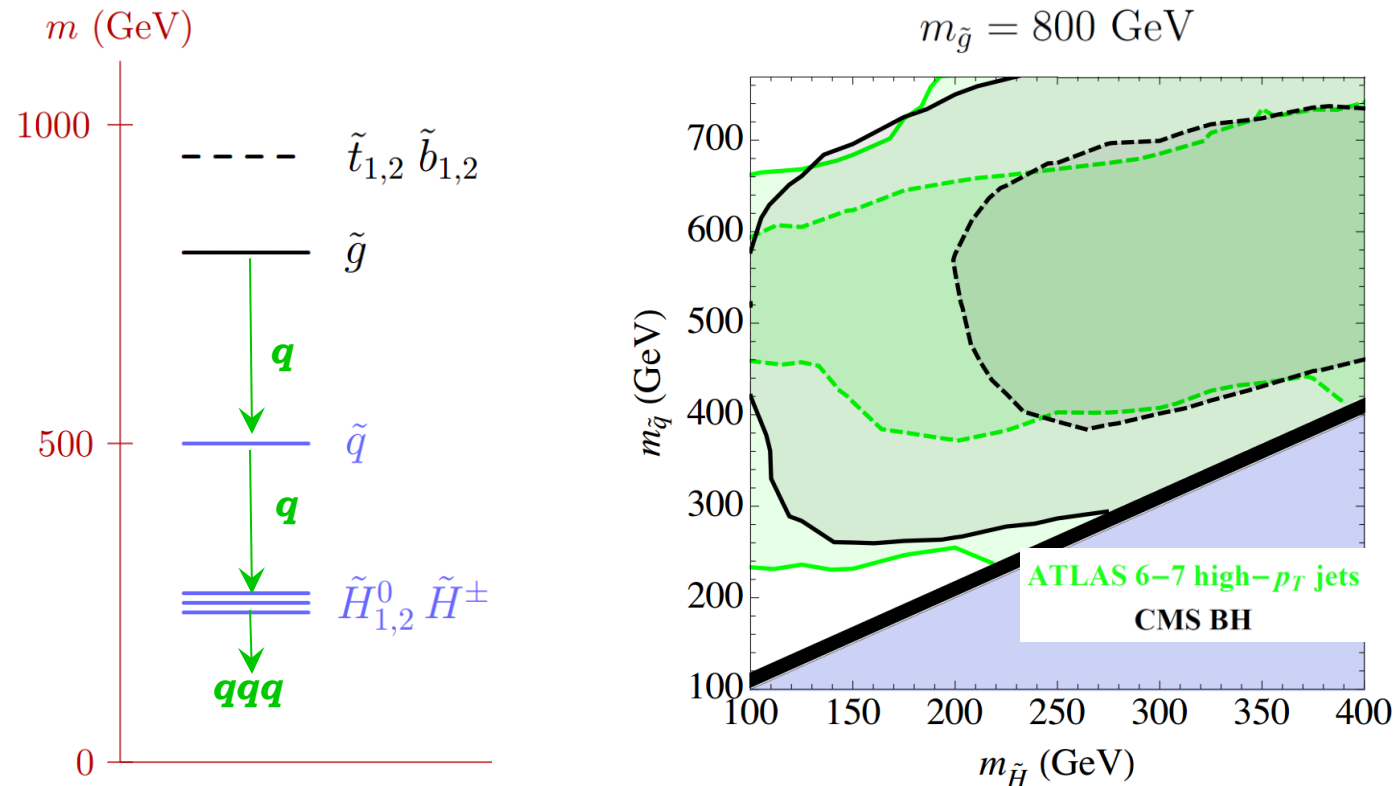 m (GeV)
1000
t̃₁,₂ b̃₁,₂
g̃
q
500
q̃
q
H̃⁰₁,₂ H̃±
qqq
0
m_g̃ = 800 GeV
700
600
500
400
300
200
100
m_q̃ (GeV)
ATLAS 6−7 high−p_T jets
CMS BH
100 150 200 250 300 350 400
m_H̃ (GeV)